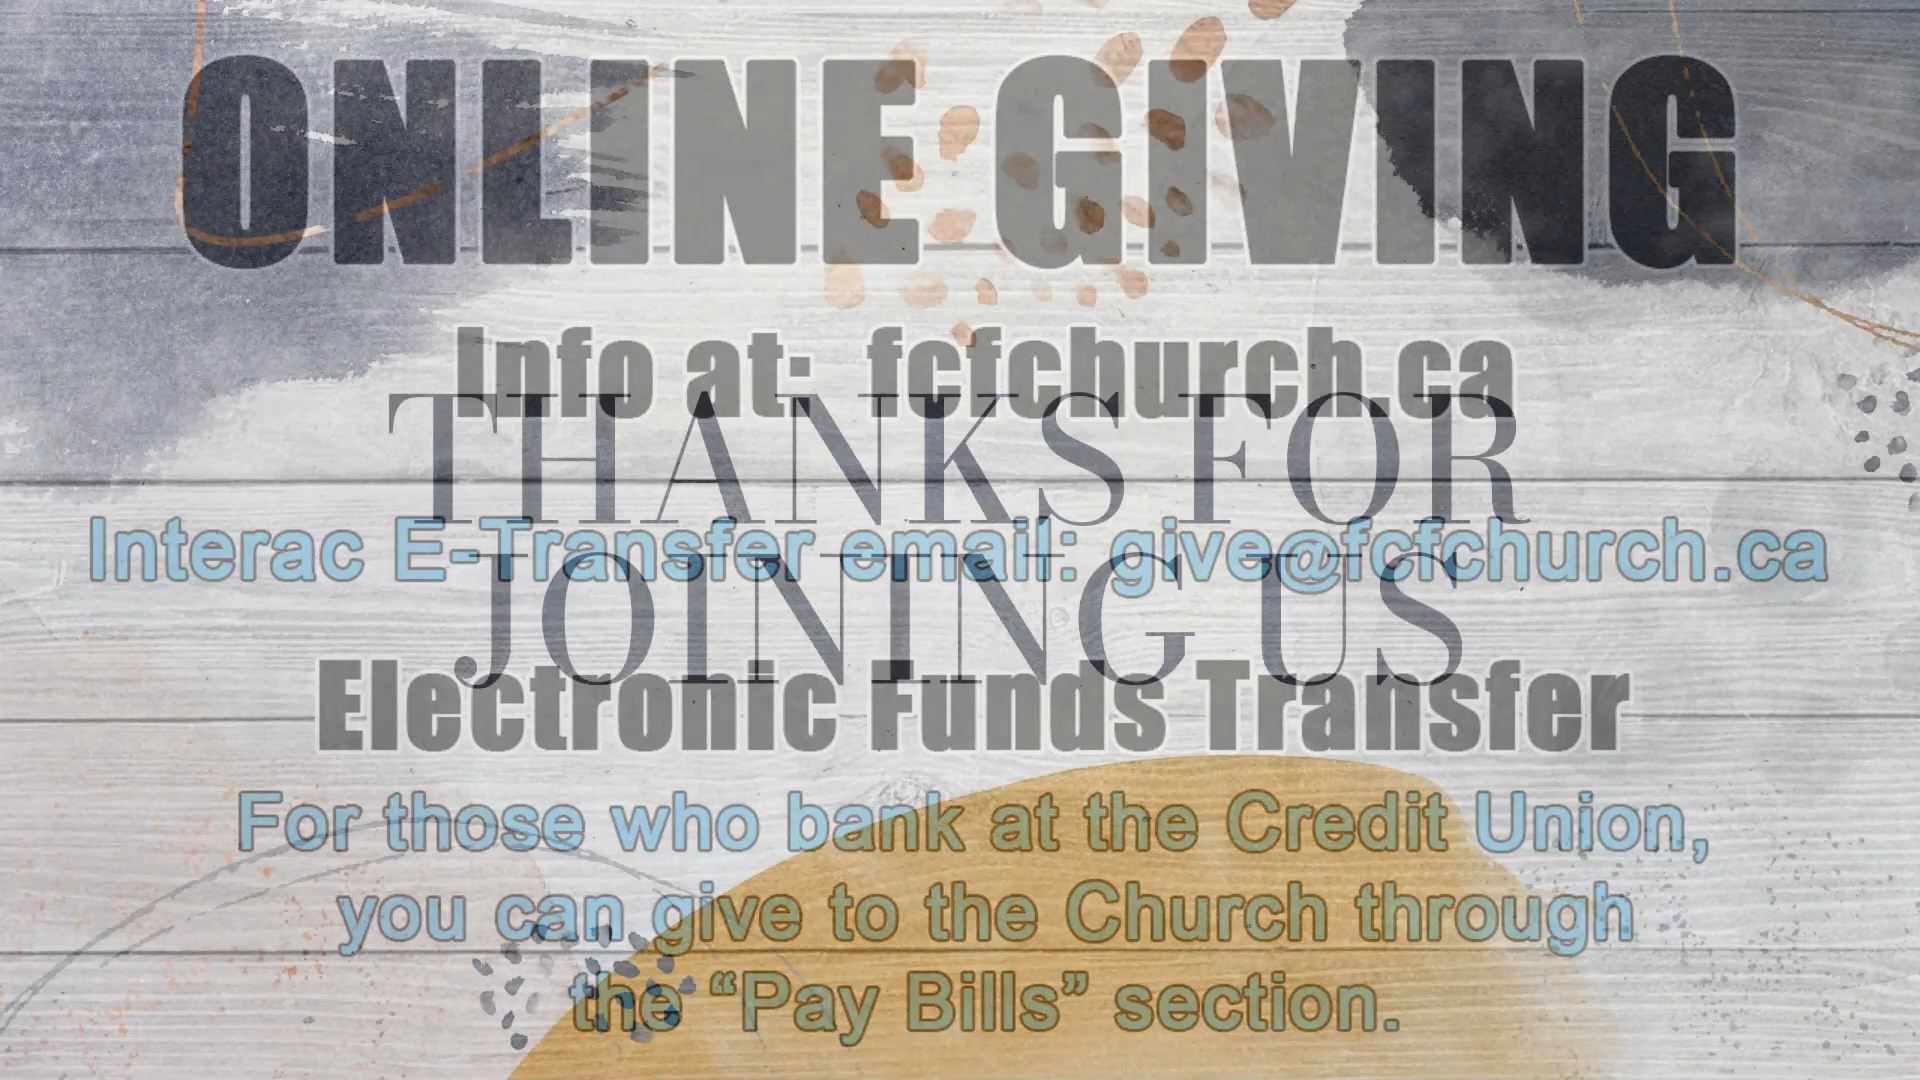 ONLINE GIVING
Info at: fcfchurch.ca
THANKS FOR
Interac E-Transfer email: give@fcfchurch.ca
JOINING US
Electronic Funds Transfer
For those who bank at the Credit Union,
you can give to the Church through
the “Pay Bills” section.